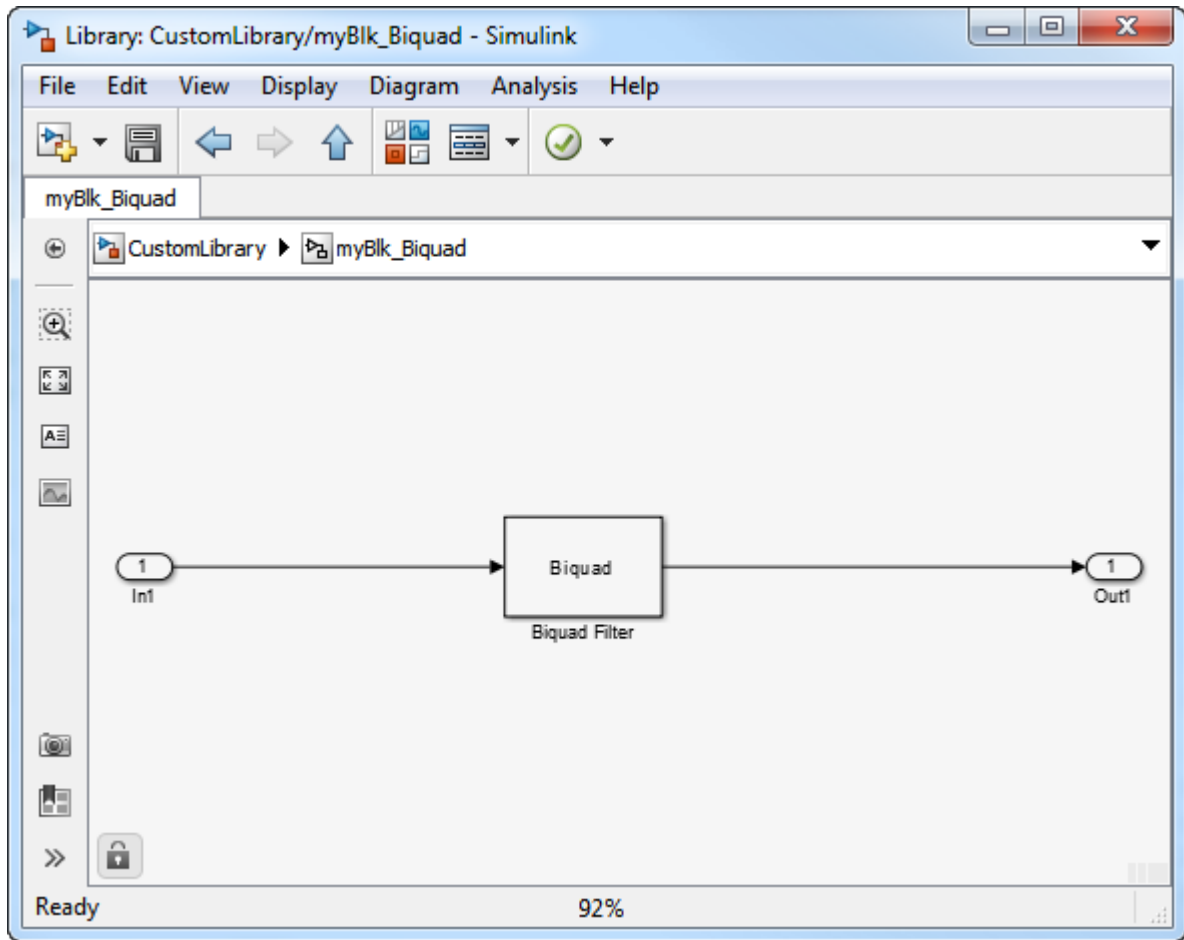 Library: CustomLibrary/myBlk_Biquad - Simulink
File Edit View Display Diagram Analysis Help
myBlk_Biquad
CustomLibrary myBlk_Biquad
1 Biquad 1
In1 Out1
Biquad Filter
Ready 92%